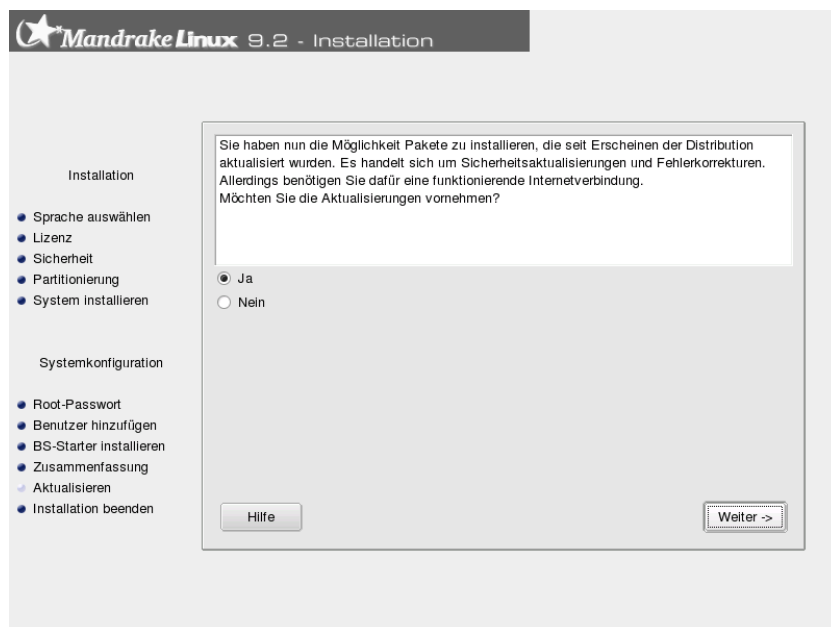 Mandrake Linux 9.2 - Installation
Installation
Sprache auswählen
Lizenz
Sicherheit
Partitionierung
System installieren
Systemkonfiguration
Root-Passwort
Benutzer hinzufügen
BS-Starter installieren
Zusammenfassung
Aktualisieren
Installation beenden
Sie haben nun die Möglichkeit Pakete zu installieren, die seit Erscheinen der Distribution
aktualisiert wurden. Es handelt sich um Sicherheitsaktualisierungen und Fehlerkorrekturen.
Allerdings benötigen Sie dafür eine funktionierende Internetverbindung.
Möchten Sie die Aktualisierungen vornehmen?
Ja
Nein
Hilfe
Weiter ->